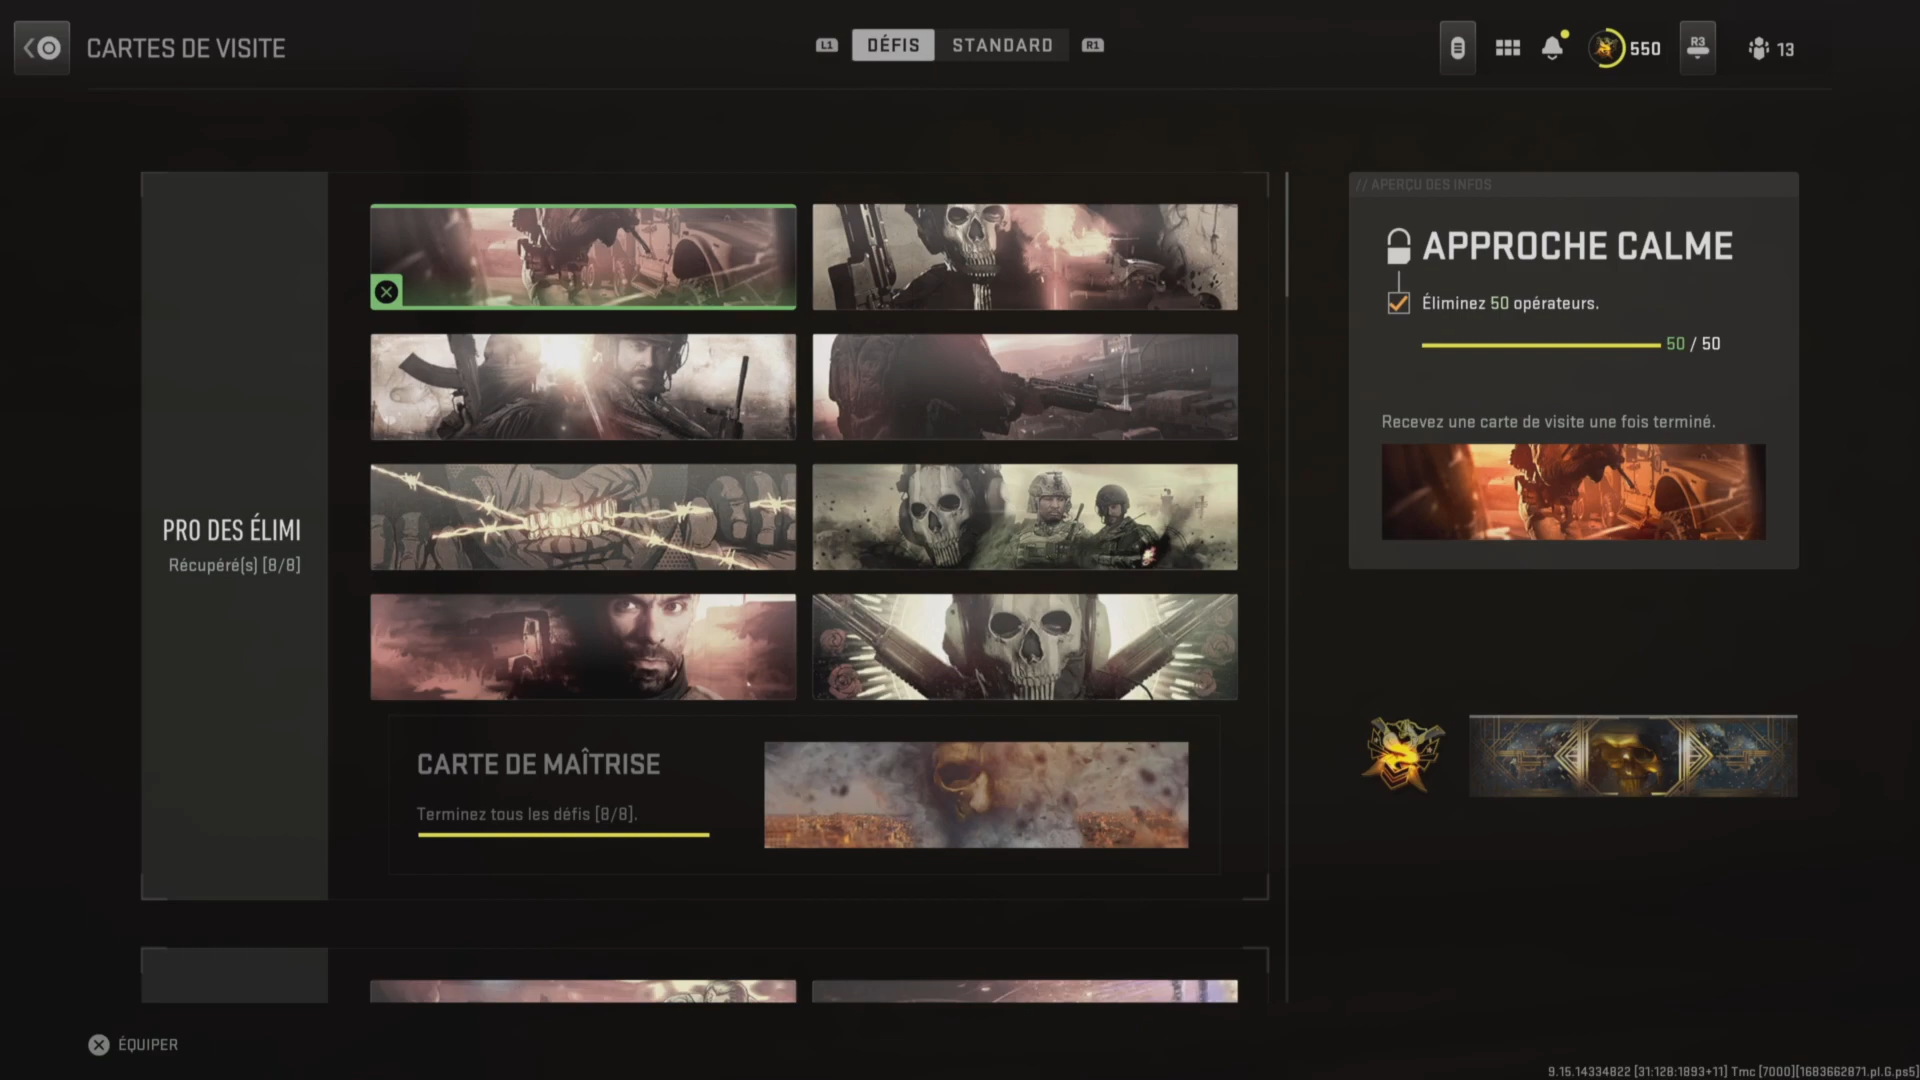 CARTES DE VISITE
L1
DÉFIS
STANDARD
R1
550
R3
13
// APERÇU DES INFOS
APPROCHE CALME
Éliminez 50 opérateurs.
50 / 50
Recevez une carte de visite une fois terminé.
PRO DES ÉLIMI
Récupéré(s) [8/8]
CARTE DE MAÎTRISE
Terminez tous les défis [8/8].
ÉQUIPER
9.15.14334822 [31:128:1893+11] Tmc [7000][1683662871.pl.G.ps5]